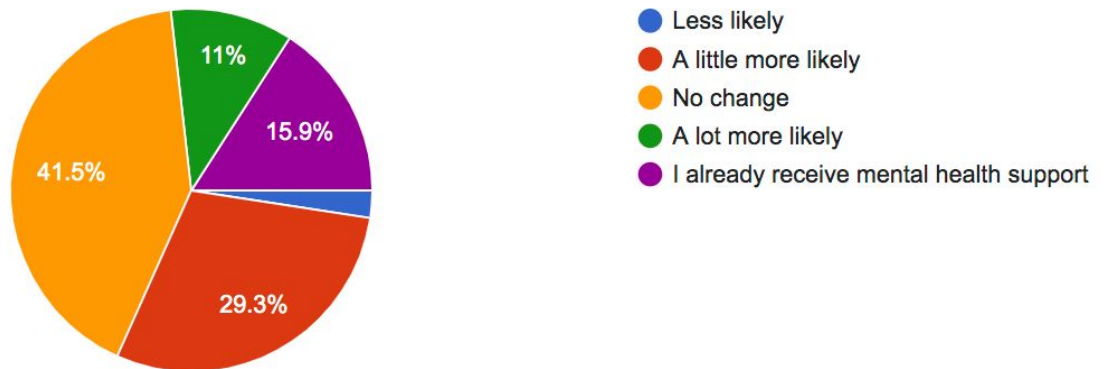 11%
15.9%
41.5%
29.3%
Less likely
A little more likely
No change
A lot more likely
I already receive mental health support